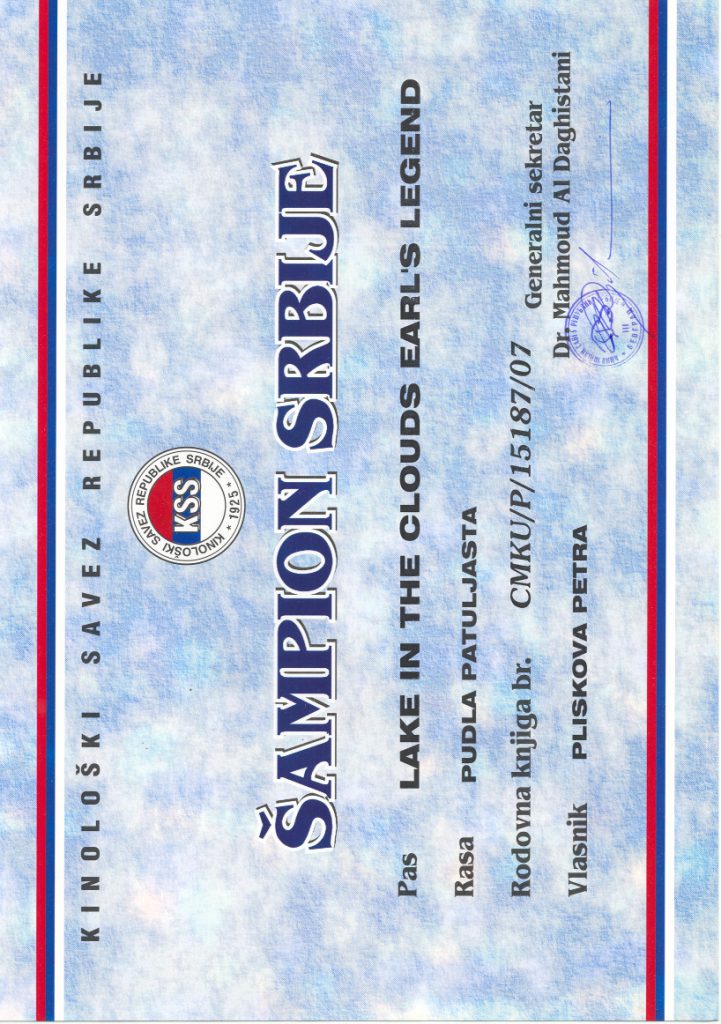 KINOLOŠKI SAVEZ REPUBLIKE SRBIJE
KINOLOŠKI SAVEZ REPUBLIKE SRBIJE
KSS
* 1925 *
ŠAMPION SRBIJE
Pas LAKE IN THE CLOUDS EARL'S LEGEND
Rasa PUDLA PATULJASTA
Rodovna knjiga br. CMKU/P/15187/07
Vlasnik PLISKOVA PETRA
Generalni sekretar
Dr. Mahmoud Al Daghistani